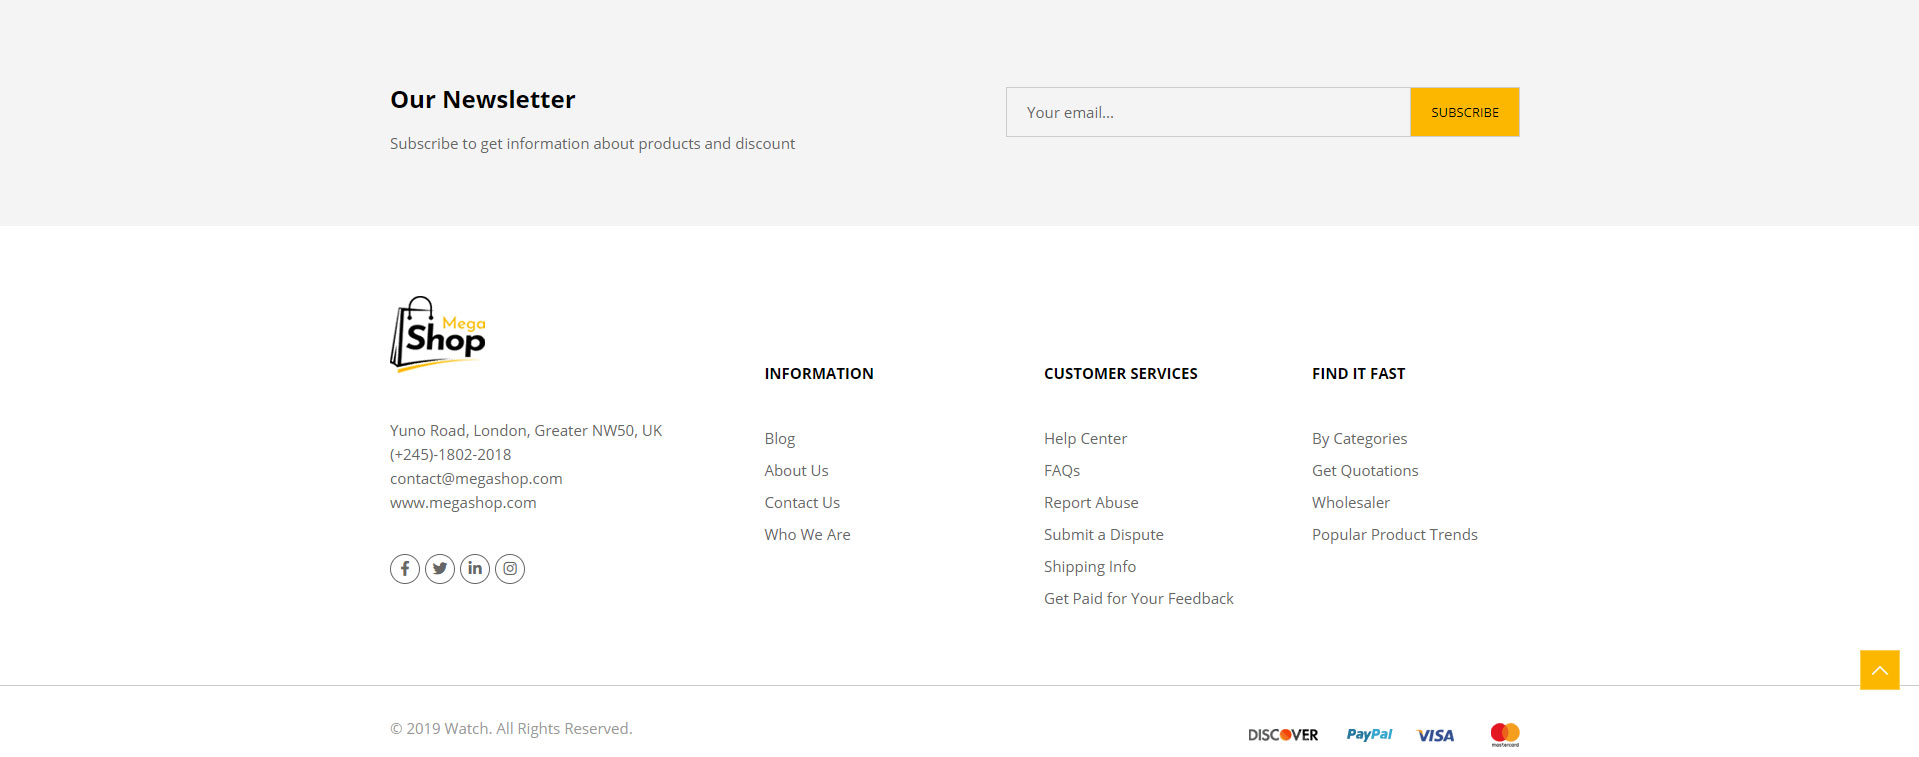 Our Newsletter
Subscribe to get information about products and discount
Your email...
SUBSCRIBE
Mega
Shop
Yuno Road, London, Greater NW50, UK
(+245)-1802-2018
contact@megashop.com
www.megashop.com
INFORMATION
Blog
About Us
Contact Us
Who We Are
CUSTOMER SERVICES
Help Center
FAQs
Report Abuse
Submit a Dispute
Shipping Info
Get Paid for Your Feedback
FIND IT FAST
By Categories
Get Quotations
Wholesaler
Popular Product Trends
© 2019 Watch. All Rights Reserved.
DISCOVER
PayPal
VISA
mastercard